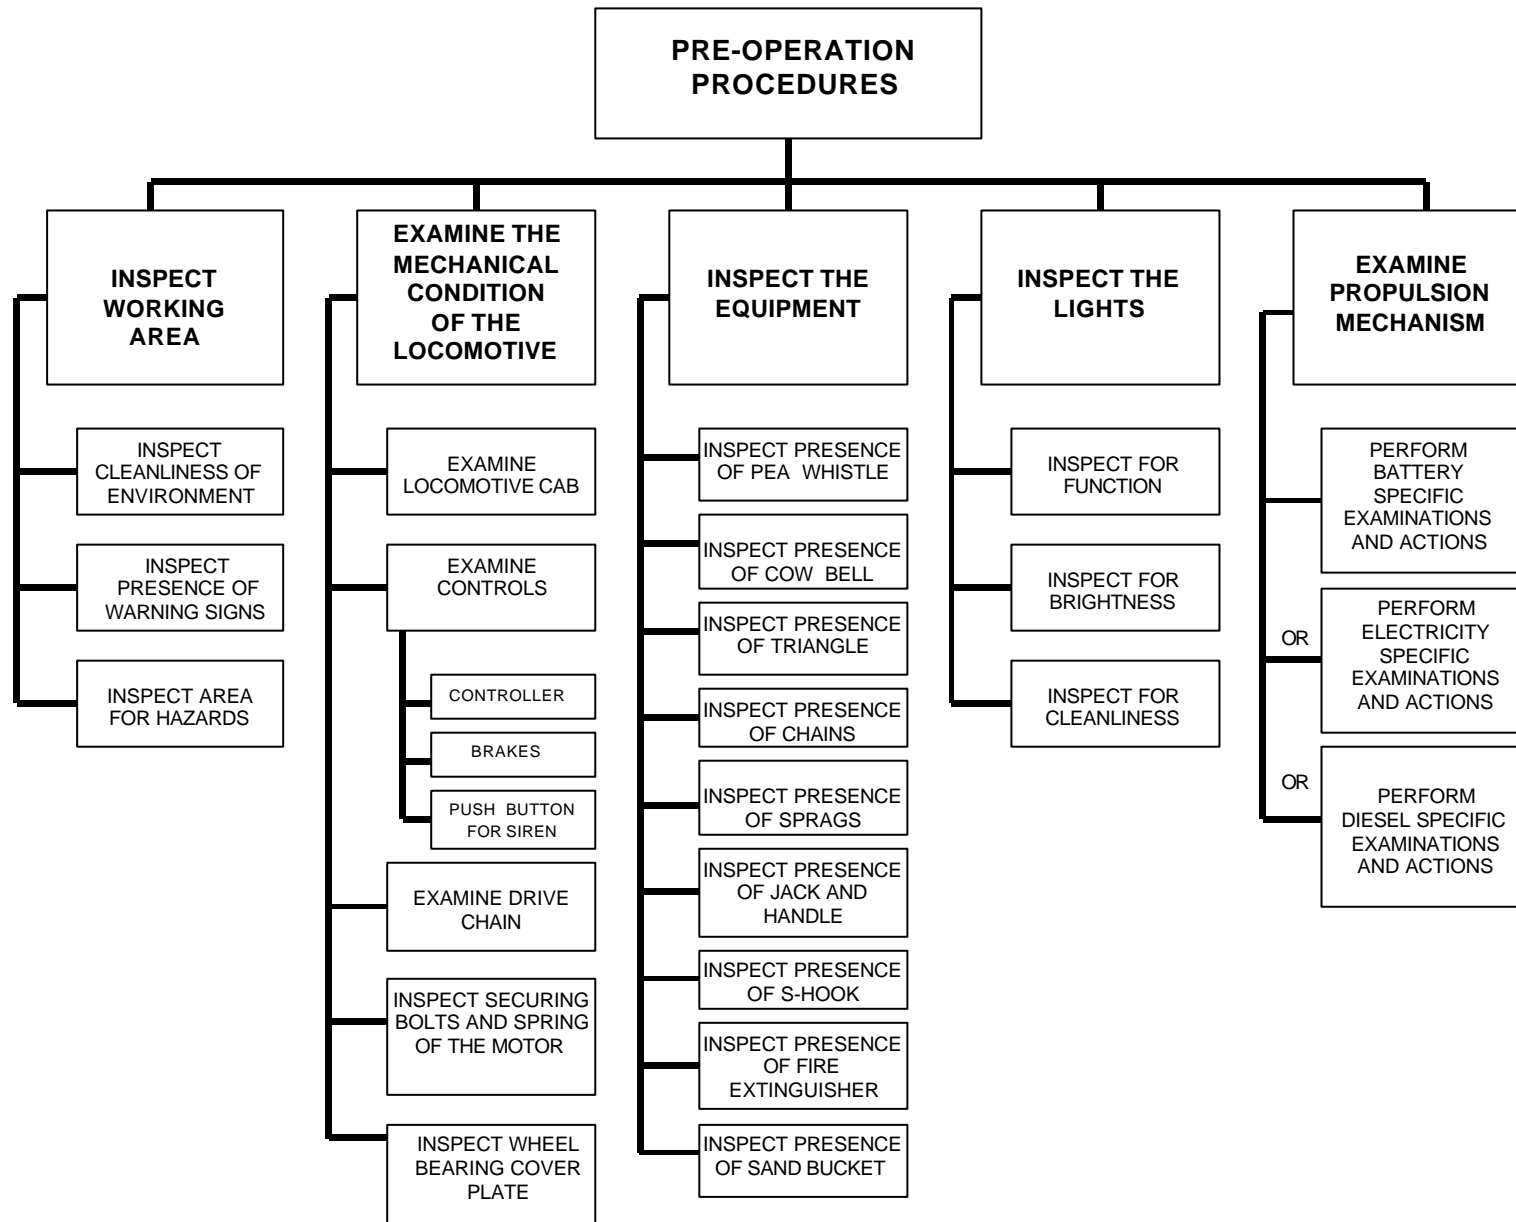 PRE-OPERATION
PROCEDURES
INSPECT
WORKING
AREA
INSPECT
CLEANLINESS OF
ENVIRONMENT
INSPECT
PRESENCE OF
WARNING SIGNS
INSPECT AREA
FOR HAZARDS
EXAMINE THE
MECHANICAL
CONDITION
OF THE
LOCOMOTIVE
EXAMINE
LOCOMOTIVE CAB
EXAMINE
CONTROLS
CONTROLLER
BRAKES
PUSH BUTTON
FOR SIREN
EXAMINE DRIVE
CHAIN
INSPECT SECURING
BOLTS AND SPRING
OF THE MOTOR
INSPECT WHEEL
BEARING COVER
PLATE
INSPECT THE
EQUIPMENT
INSPECT PRESENCE
OF PEA WHISTLE
INSPECT PRESENCE
OF COW BELL
INSPECT PRESENCE
OF TRIANGLE
INSPECT PRESENCE
OF CHAINS
INSPECT PRESENCE
OF SPRAGS
INSPECT PRESENCE
OF JACK AND
HANDLE
INSPECT PRESENCE
OF S-HOOK
INSPECT PRESENCE
OF FIRE
EXTINGUISHER
INSPECT PRESENCE
OF SAND BUCKET
INSPECT THE
LIGHTS
INSPECT FOR
FUNCTION
INSPECT FOR
BRIGHTNESS
INSPECT FOR
CLEANLINESS
EXAMINE
PROPULSION
MECHANISM
PERFORM
BATTERY
SPECIFIC
EXAMINATIONS
AND ACTIONS
OR
PERFORM
ELECTRICITY
SPECIFIC
EXAMINATIONS
AND ACTIONS
OR
PERFORM
DIESEL SPECIFIC
EXAMINATIONS
AND ACTIONS